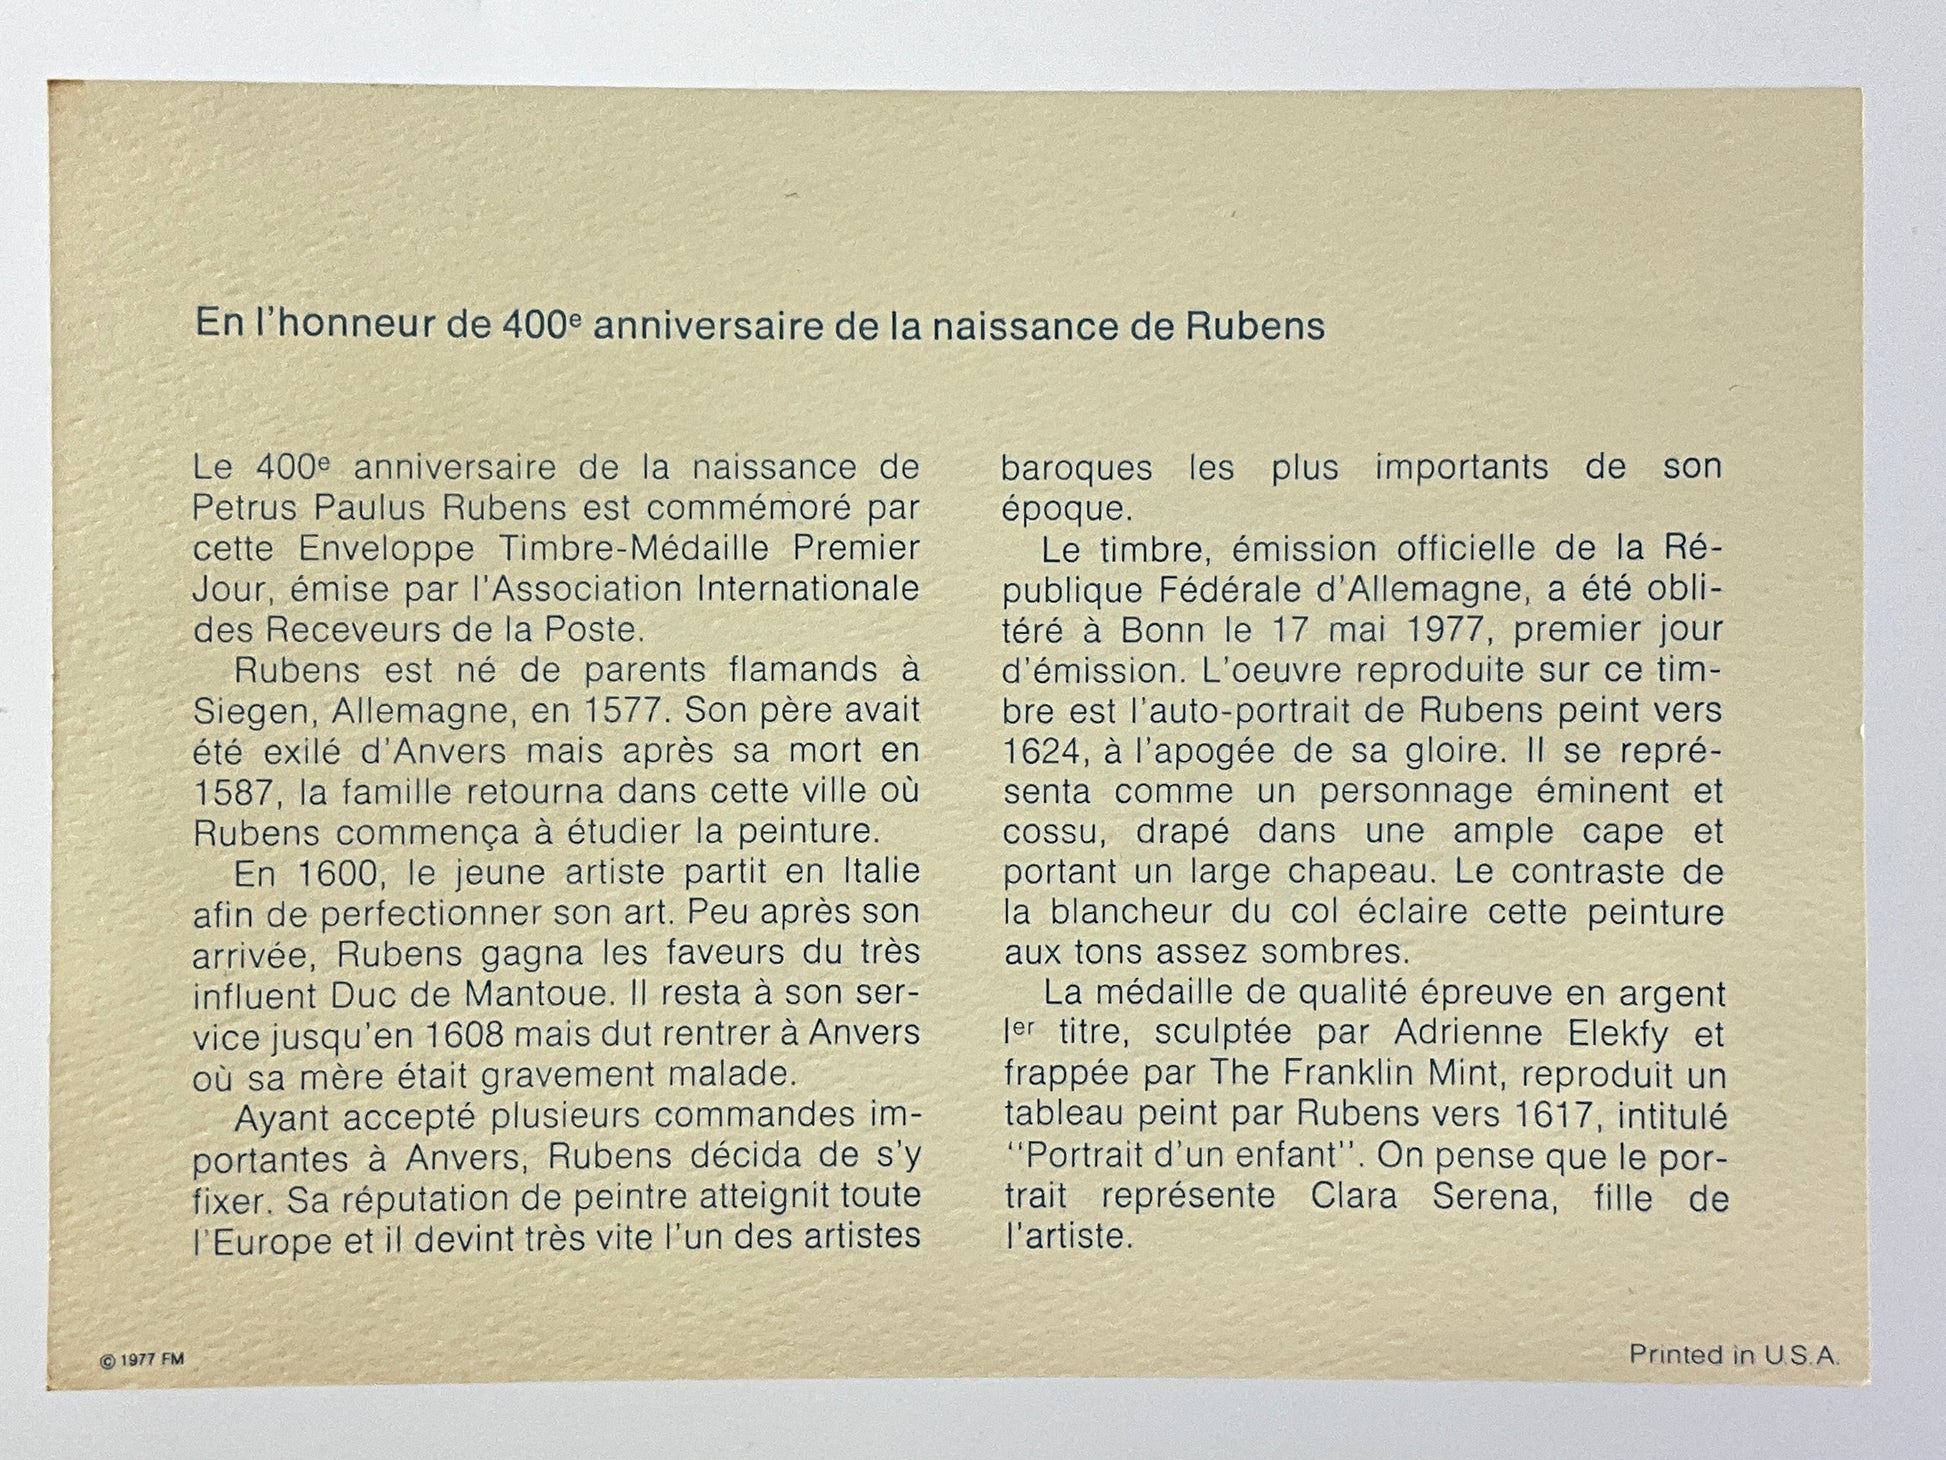 En l'honneur de 400e anniversaire de la naissance de Rubens
Le 400e anniversaire de la naissance de
Petrus Paulus Rubens est commémoré par
cette Enveloppe Timbre-Médaille Premier
Jour, émise par l'Association Internationale
des Receveurs de la Poste.
Rubens est né de parents flamands à
Siegen, Allemagne, en 1577. Son père avait
été exilé d'Anvers mais après sa mort en
1587, la famille retourna dans cette ville où
Rubens commença à étudier la peinture.
En 1600, le jeune artiste partit en Italie
afin de perfectionner son art. Peu après son
arrivée, Rubens gagna les faveurs du très
influent Duc de Mantoue. Il resta à son ser-
vice jusqu'en 1608 mais dut rentrer à Anvers
où sa mère était gravement malade.
Ayant accepté plusieurs commandes im-
portantes à Anvers, Rubens décida de s'y
fixer. Sa réputation de peintre atteignit toute
l'Europe et il devint très vite l'un des artistes
baroques les plus importants de son
époque.
Le timbre, émission officielle de la Ré-
publique Fédérale d'Allemagne, a été obli-
téré à Bonn le 17 mai 1977, premier jour
d'émission. L'oeuvre reproduite sur ce tim-
bre est l'auto-portrait de Rubens peint vers
1624, à l'apogée de sa gloire. Il se repré-
senta comme un personnage éminent et
cossu, drapé dans une ample cape et
portant un large chapeau. Le contraste de
la blancheur du col éclaire cette peinture
aux tons assez sombres.
La médaille de qualité épreuve en argent
Ier titre, sculptée par Adrienne Elekfy et
frappée par The Franklin Mint, reproduit un
tableau peint par Rubens vers 1617, intitulé
''Portrait d'un enfant''. On pense que le por-
trait représente Clara Serena, fille de
l'artiste.
© 1977 FM
Printed in U.S.A.